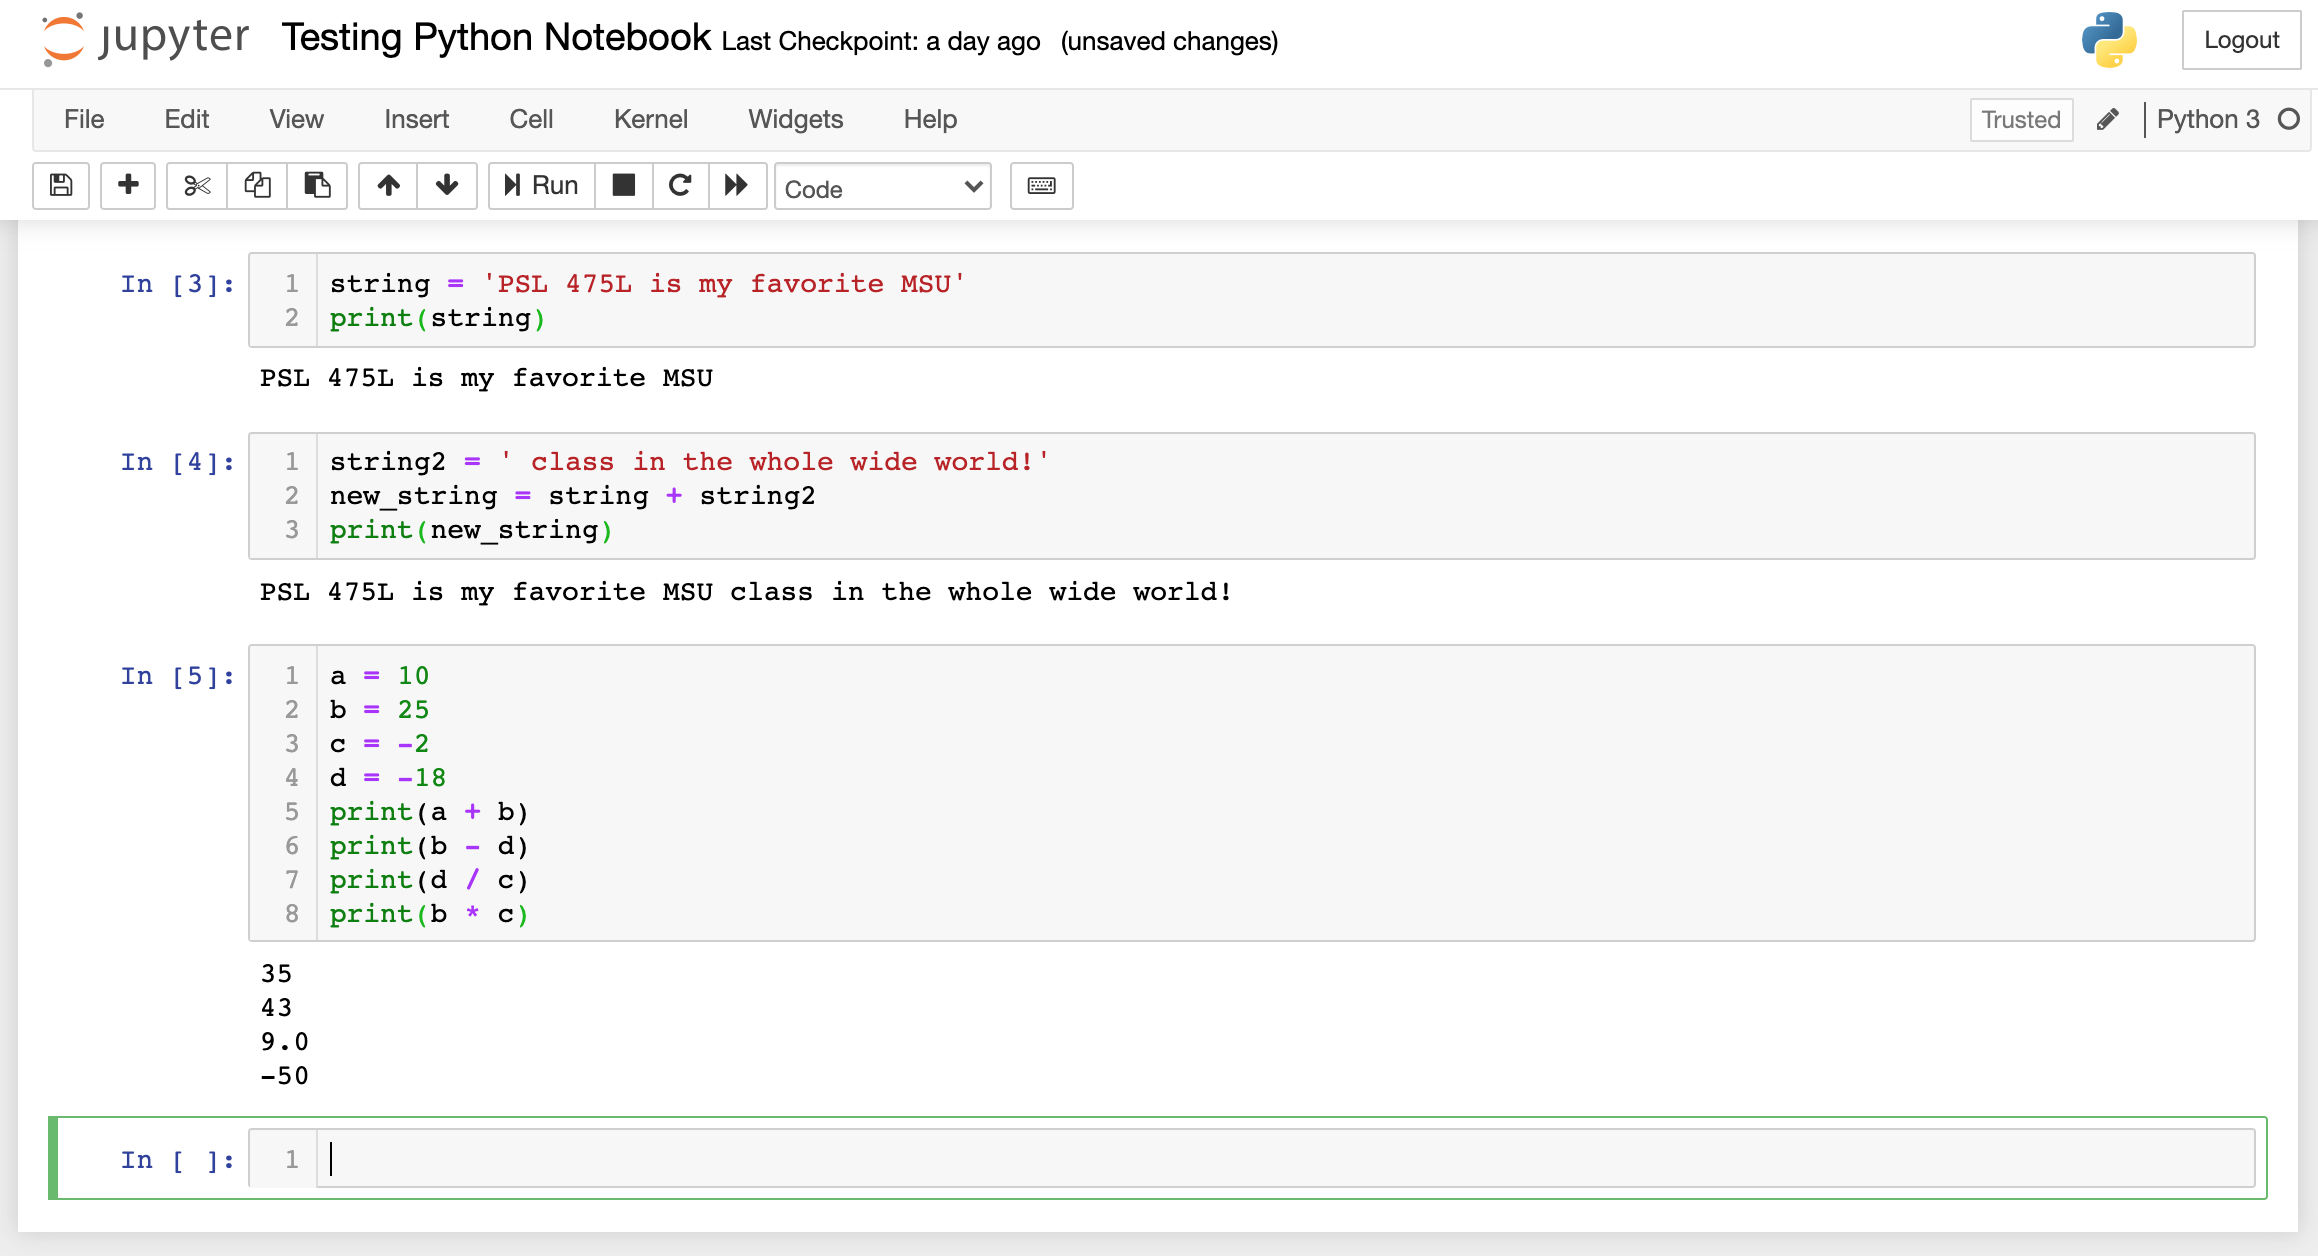 jupyter Testing Python Notebook Last Checkpoint: a day ago (unsaved changes) Logout
File Edit View Insert Cell Kernel Widgets Help Trusted Python 3
Run Code
In [3]: 1 string = 'PSL 475L is my favorite MSU'
2 print(string)
PSL 475L is my favorite MSU
In [4]: 1 string2 = ' class in the whole wide world!'
2 new_string = string + string2
3 print(new_string)
PSL 475L is my favorite MSU class in the whole wide world!
In [5]: 1 a = 10
2 b = 25
3 c = -2
4 d = -18
5 print(a + b)
6 print(b - d)
7 print(d / c)
8 print(b * c)
35
43
9.0
-50
In [ ]: 1